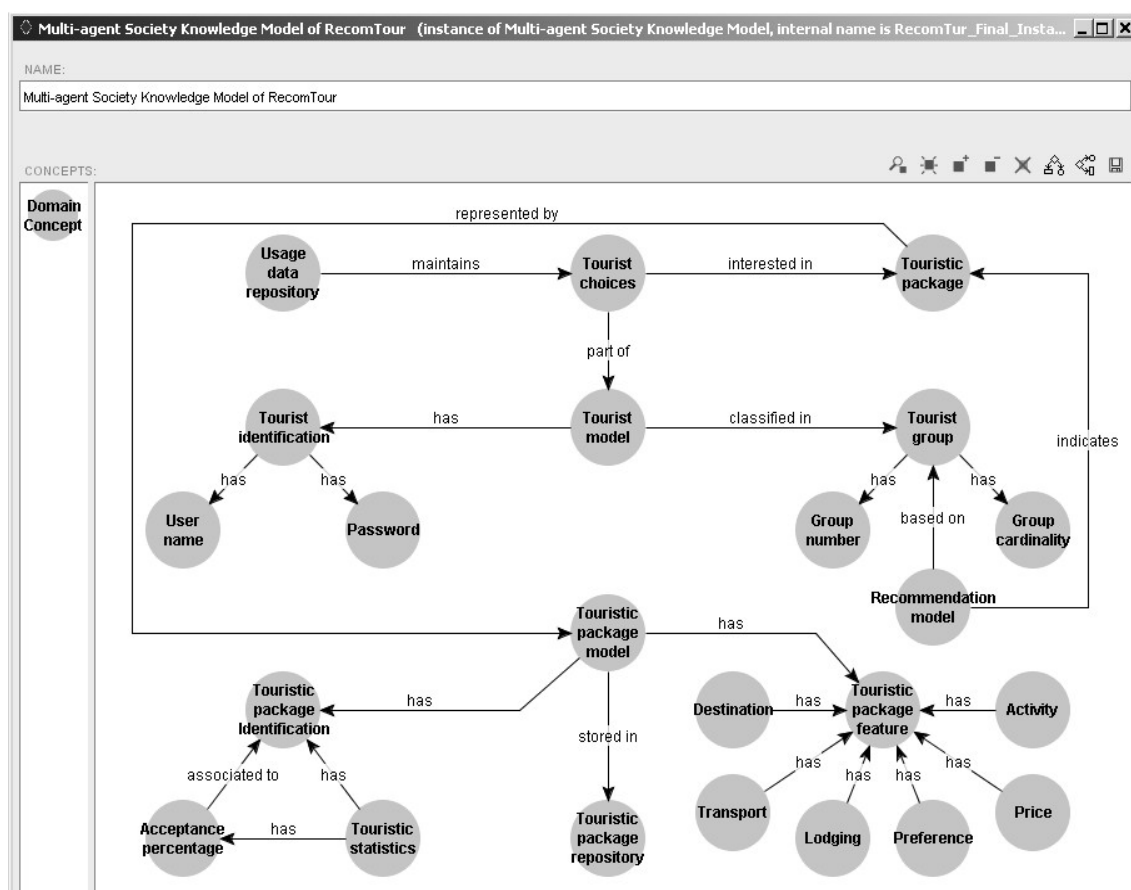 Multi-agent Society Knowledge Model of RecomTour (instance of Multi-agent Society Knowledge Model, internal name is RecomTur_Final_Insta...
NAME:
Multi-agent Society Knowledge Model of RecomTour
CONCEPTS:
Domain
Concept
represented by
Usage
data
repository
maintains
Tourist
choices
interested in
Touristic
package
part of
Tourist
identification
has
Tourist
model
classified in
Tourist
group
indicates
has
has
has
has
User
name
Password
Group
number
based on
Group
cardinality
Recommendation
model
Touristic
package
model
has
Touristic
package
Identification
has
stored in
Destination
has
Touristic
package
feature
has
Activity
associated to
has
has
has
has
has
Transport
Lodging
Preference
Price
Acceptance
percentage
has
Touristic
statistics
Touristic
package
repository